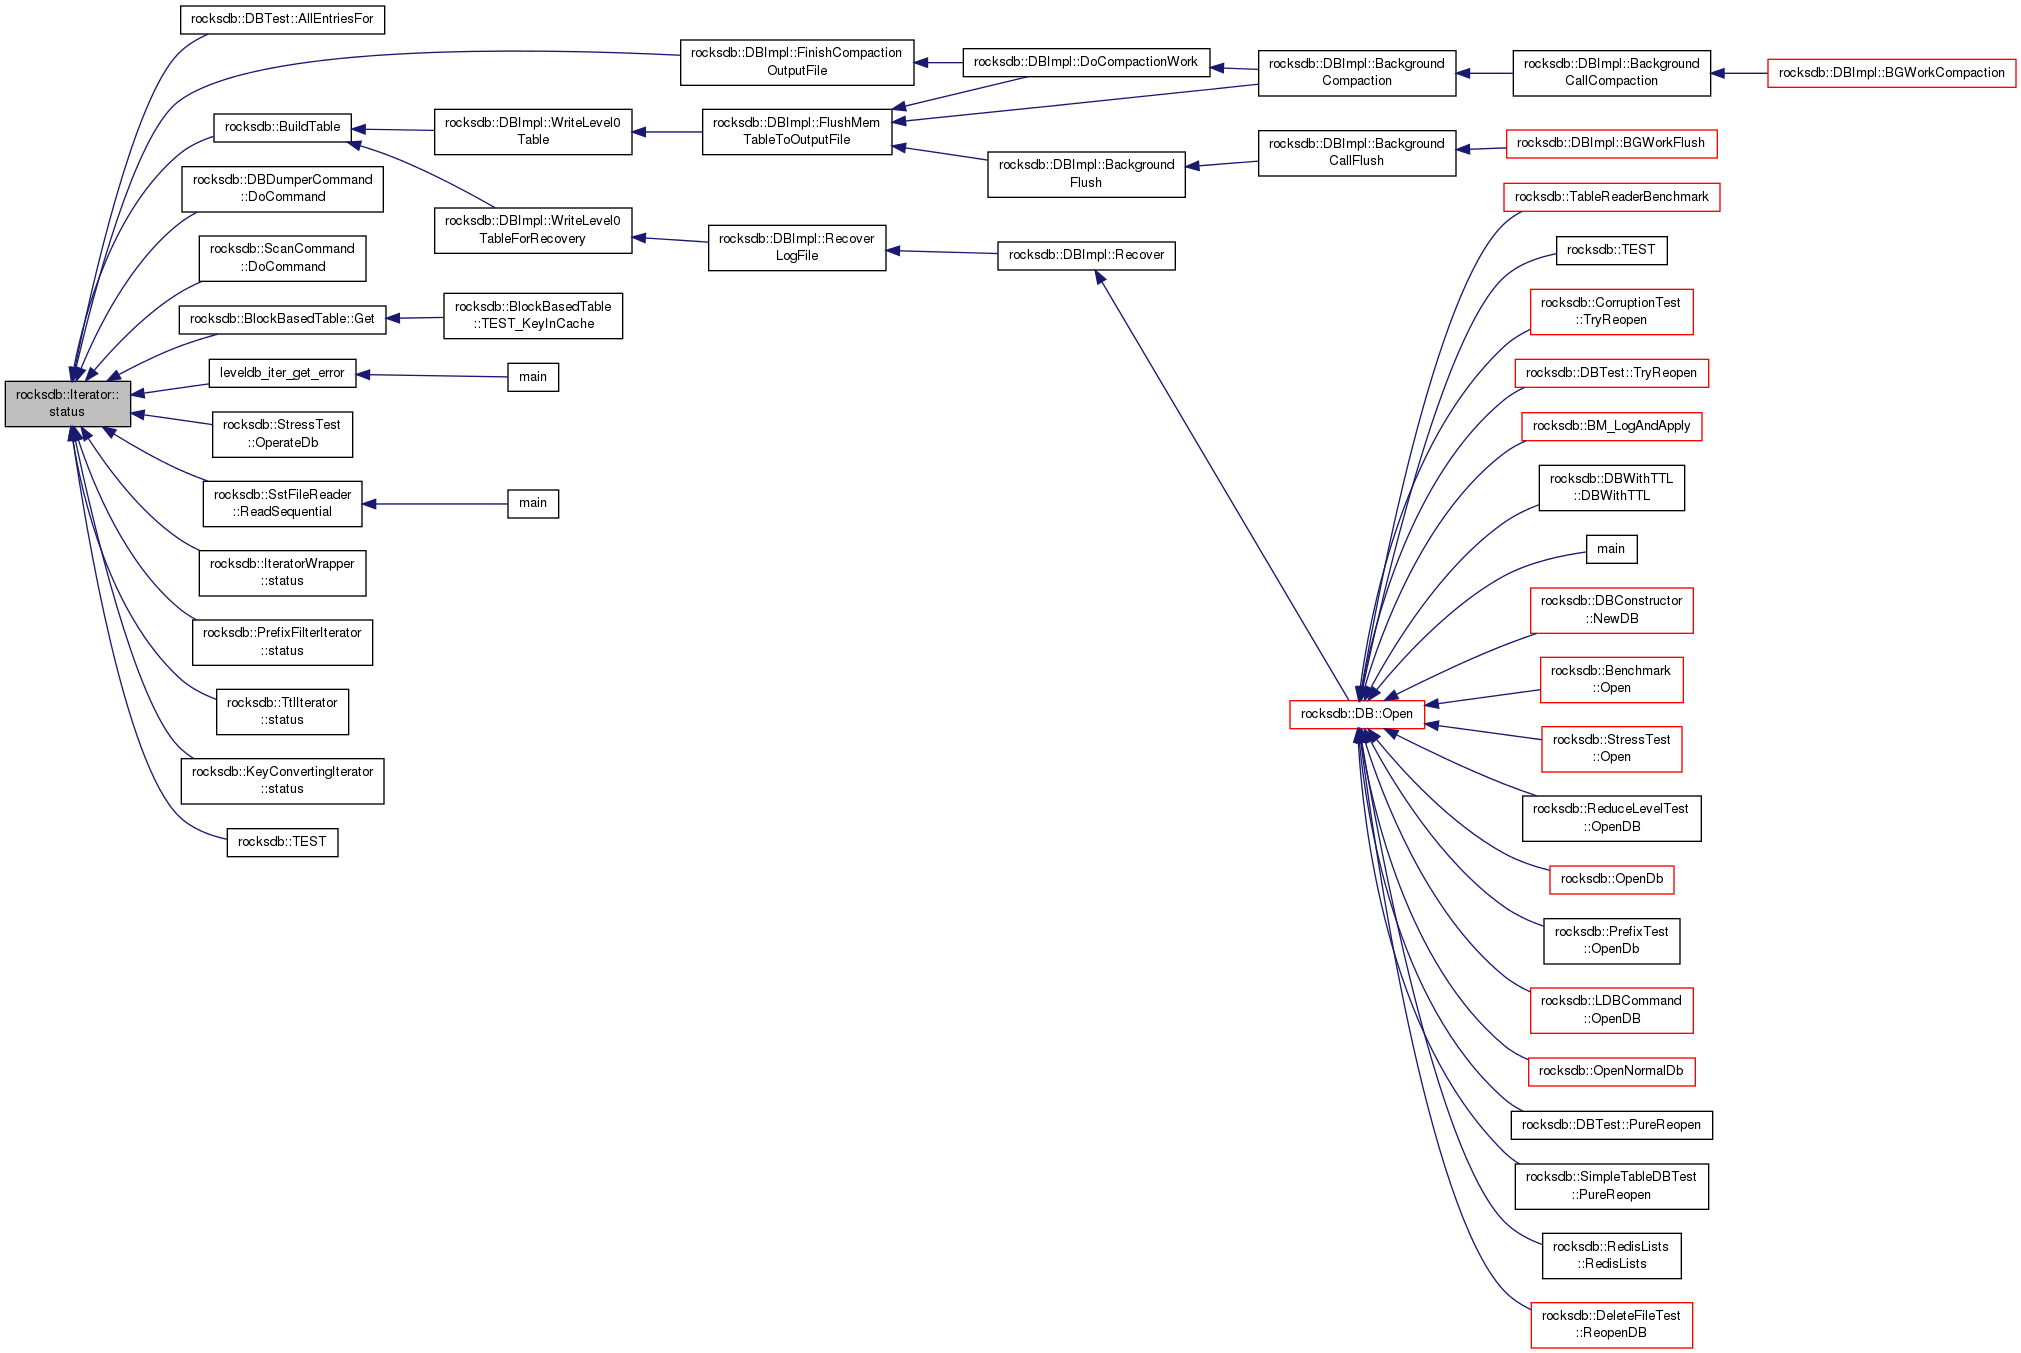 rocksdb::DBTest::AllEntriesFor
rocksdb::DBImpl::FinishCompaction
OutputFile
rocksdb::DBImpl::DoCompactionWork
rocksdb::DBImpl::Background
Compaction
rocksdb::DBImpl::Background
CallCompaction
rocksdb::DBImpl::BGWorkCompaction
rocksdb::BuildTable
rocksdb::DBImpl::WriteLevel0
Table
rocksdb::DBImpl::FlushMem
TableToOutputFile
rocksdb::DBImpl::Background
Flush
rocksdb::DBImpl::Background
CallFlush
rocksdb::DBImpl::BGWorkFlush
rocksdb::DBDumperCommand
::DoCommand
rocksdb::DBImpl::WriteLevel0
TableForRecovery
rocksdb::DBImpl::Recover
LogFile
rocksdb::DBImpl::Recover
rocksdb::ScanCommand
::DoCommand
rocksdb::BlockBasedTable::Get
rocksdb::BlockBasedTable
::TEST_KeyInCache
leveldb_iter_get_error
main
rocksdb::Iterator::
status
rocksdb::StressTest
::OperateDb
rocksdb::SstFileReader
::ReadSequential
main
rocksdb::IteratorWrapper
::status
rocksdb::PrefixFilterIterator
::status
rocksdb::TtlIterator
::status
rocksdb::KeyConvertingIterator
::status
rocksdb::TEST
rocksdb::DB::Open
rocksdb::TableReaderBenchmark
rocksdb::TEST
rocksdb::CorruptionTest
::TryReopen
rocksdb::DBTest::TryReopen
rocksdb::BM_LogAndApply
rocksdb::DBWithTTL
::DBWithTTL
main
rocksdb::DBConstructor
::NewDB
rocksdb::Benchmark
::Open
rocksdb::StressTest
::Open
rocksdb::ReduceLevelTest
::OpenDB
rocksdb::OpenDb
rocksdb::PrefixTest
::OpenDb
rocksdb::LDBCommand
::OpenDB
rocksdb::OpenNormalDb
rocksdb::DBTest::PureReopen
rocksdb::SimpleTableDBTest
::PureReopen
rocksdb::RedisLists
::RedisLists
rocksdb::DeleteFileTest
::ReopenDB